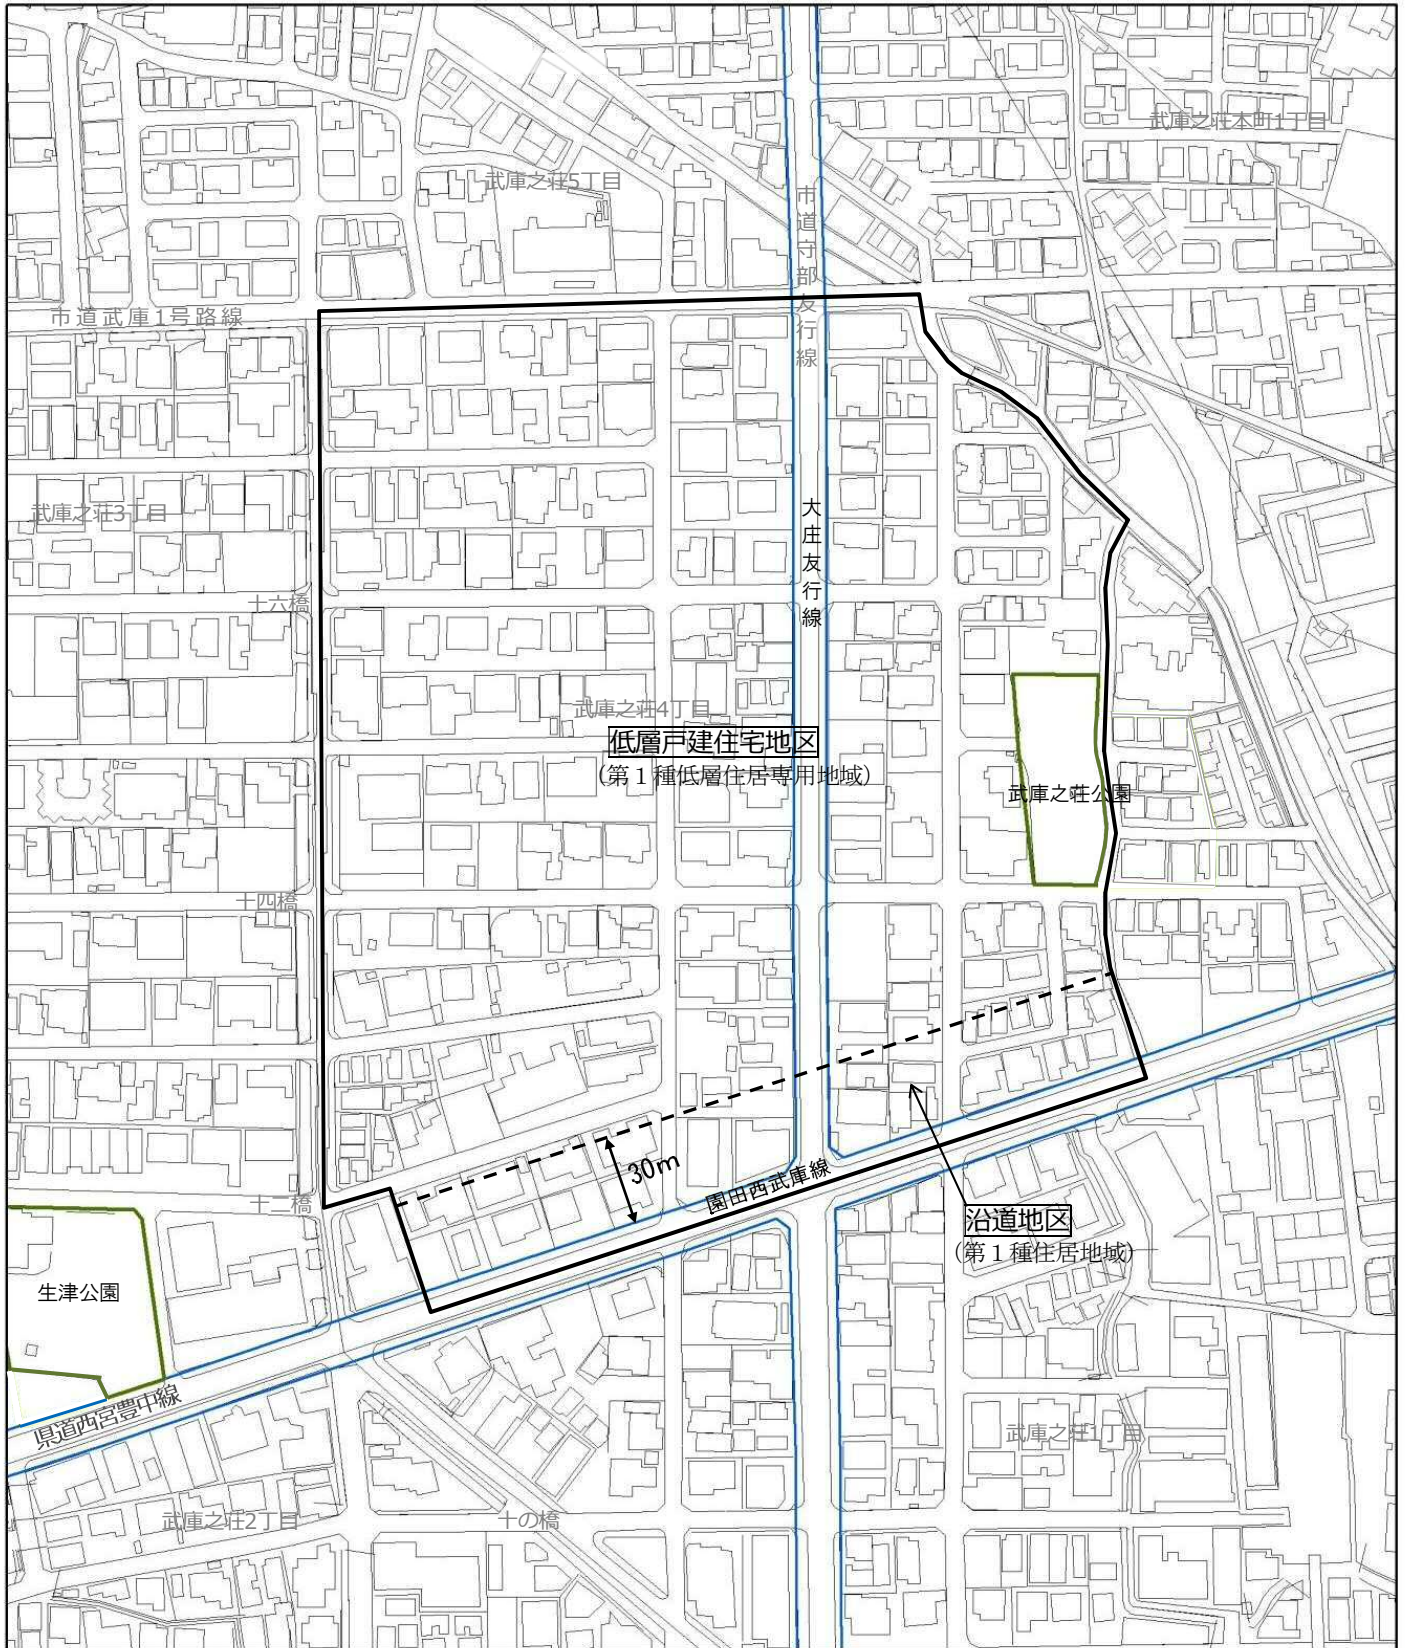 武庫之荘本町1丁目
武庫之荘5丁目
市道守部友行線
市道武庫1号路線
武庫之荘3丁目
大庄友行線
十六橋
武庫之荘4丁目
低層戸建住宅地区
(第1種低層住居専用地域)
武庫之荘公園
十四橋
30m
園田西武庫線
十二橋
沿道地区
(第1種住居地域)
生津公園
県道西宮豊中線
武庫之荘1丁目
武庫之荘2丁目
十の橋